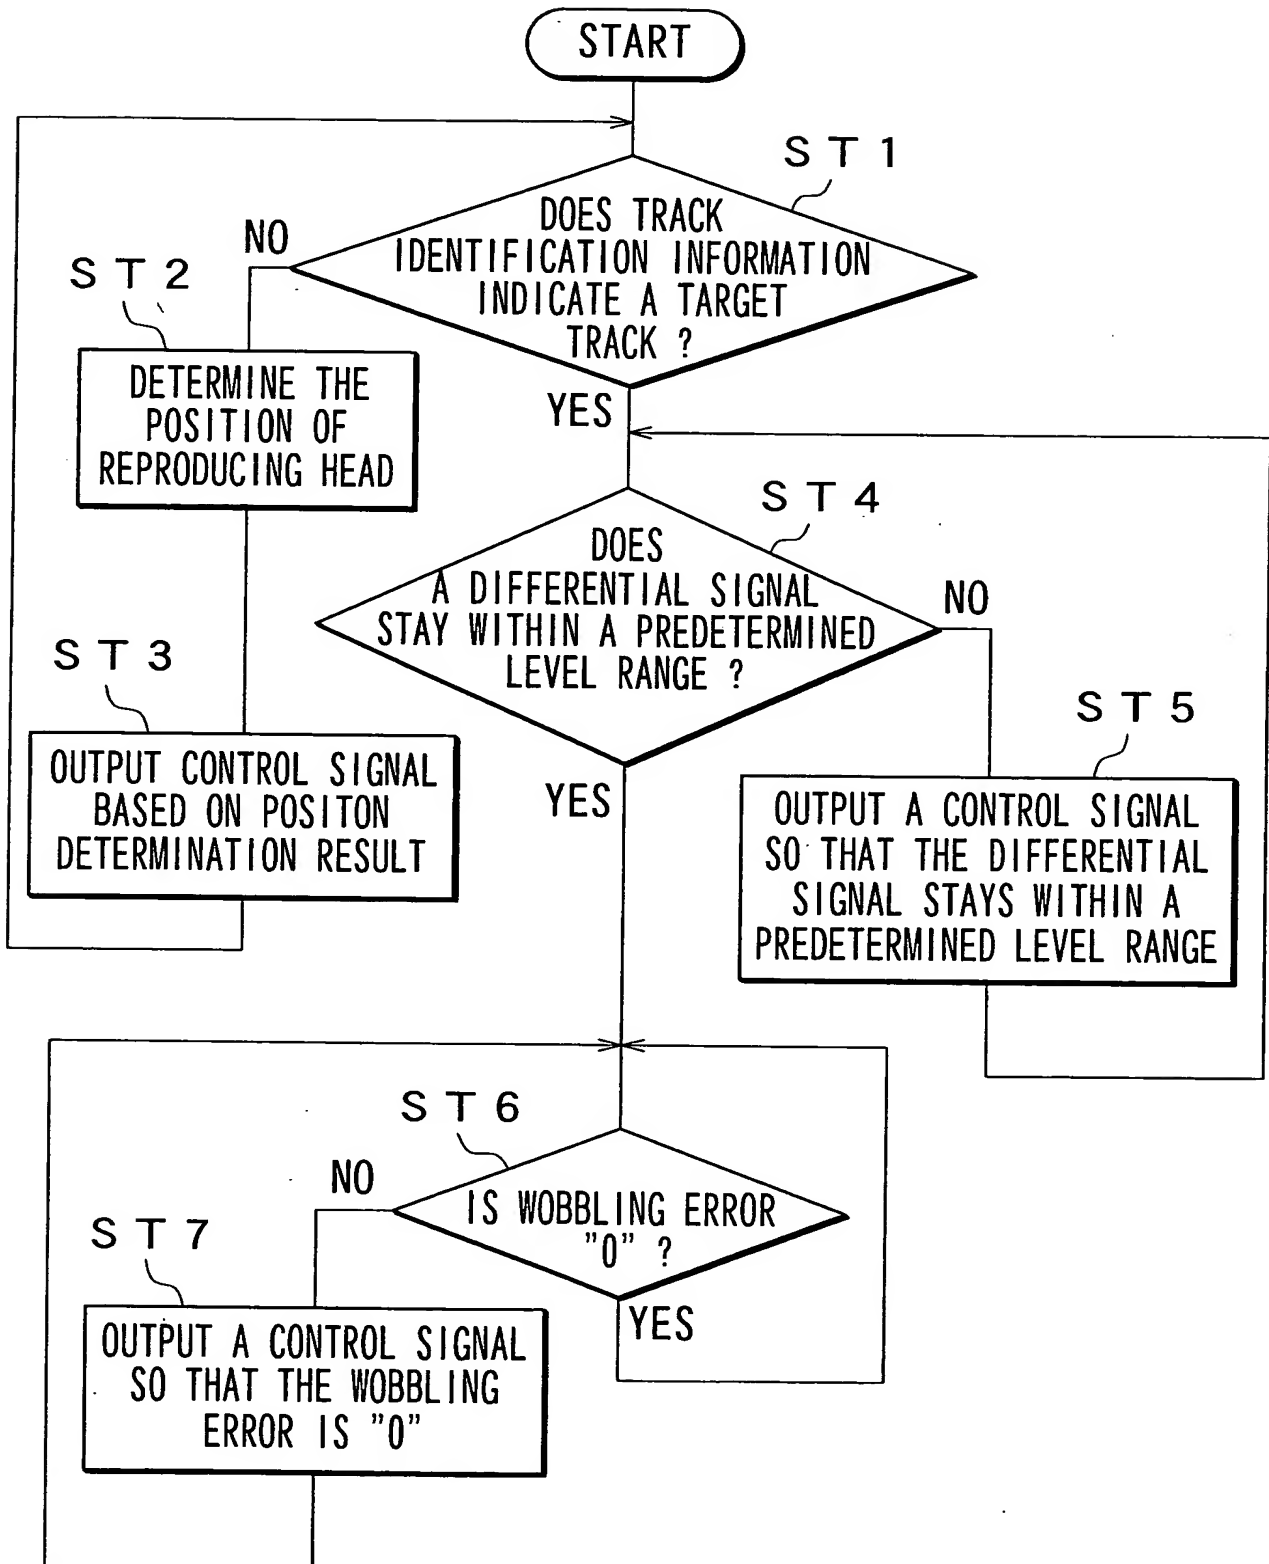 START
ST1
DOES TRACK
IDENTIFICATION INFORMATION
INDICATE A TARGET
TRACK ?
NO
YES
ST2
DETERMINE THE
POSITION OF
REPRODUCING HEAD
ST3
OUTPUT CONTROL SIGNAL
BASED ON POSITON
DETERMINATION RESULT
ST4
DOES
A DIFFERENTIAL SIGNAL
STAY WITHIN A PREDETERMINED
LEVEL RANGE ?
NO
YES
ST5
OUTPUT A CONTROL SIGNAL
SO THAT THE DIFFERENTIAL
SIGNAL STAYS WITHIN A
PREDETERMINED LEVEL RANGE
ST6
IS WOBBLING ERROR
"0" ?
NO
YES
ST7
OUTPUT A CONTROL SIGNAL
SO THAT THE WOBBLING
ERROR IS "0"